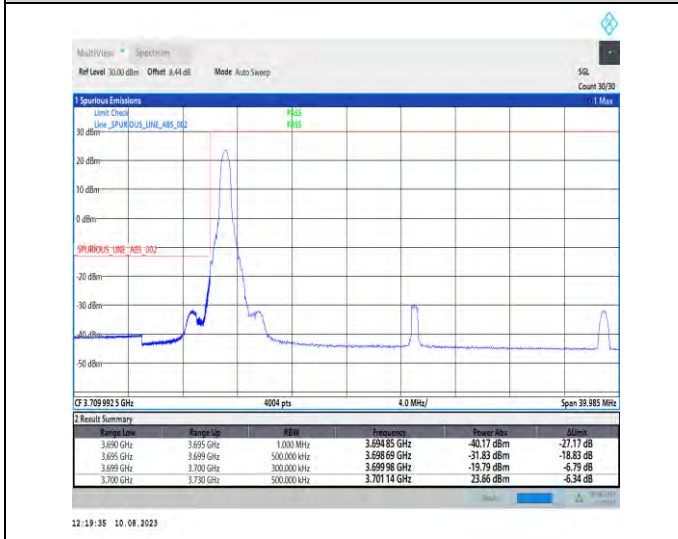 MultiView
Spectrum
Ref Level 30.00 dBm Offset 8.44 dB Mode Auto Sweep SGL
Count 30/30
1 Spurious Emissions 1 Max
Limit Check PASS
Line _SPURIOUS_LINE_ABS_002 PASS
30 dBm
20 dBm
10 dBm
0 dBm
SPURIOUS_LINE_ABS_002
-20 dBm
-30 dBm
-40 dBm
-50 dBm
CF 3.709 992 5 GHz 4004 pts 4.0 MHz/ Span 39.985 MHz
2 Result Summary
Range Low Range Up RBW Frequency Power Abs ΔLimit
3.690 GHz 3.695 GHz 1.000 MHz 3.694 85 GHz -40.17 dBm -27.17 dB
3.695 GHz 3.699 GHz 500.000 kHz 3.698 69 GHz -31.83 dBm -18.83 dB
3.699 GHz 3.700 GHz 300.000 kHz 3.699 98 GHz -19.79 dBm -6.79 dB
3.700 GHz 3.730 GHz 500.000 kHz 3.701 14 GHz 23.66 dBm -6.34 dB
12:19:35 10.08.2023